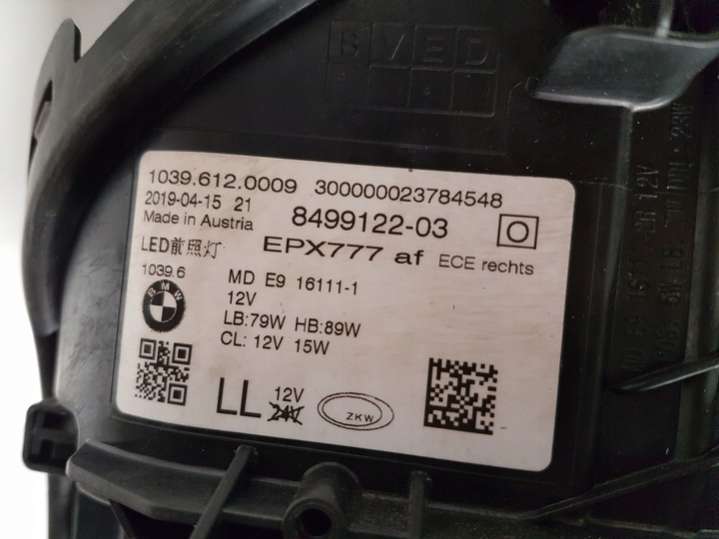 1039.612.0009 300000023784548
2019-04-15 21
Made in Austria
8499122-03 O
LED前照灯 EPX777 af ECE rechts
1039.6
BMW
MD E9 16111-1
12V
LB:79W HB:89W
CL: 12V 15W
LL 12V
24V
ZKW